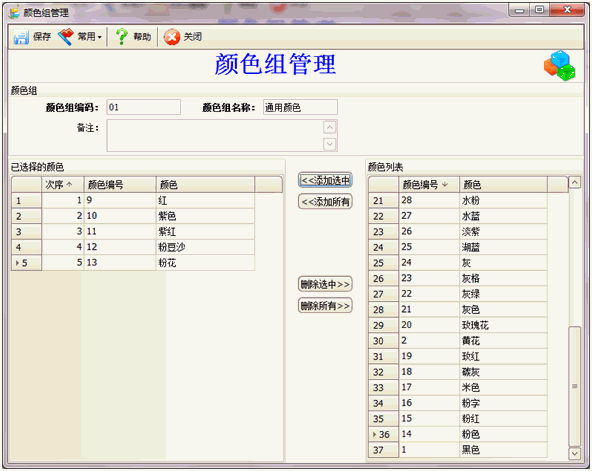 颜色组管理
保存 常用 帮助 关闭
颜色组管理
颜色组
颜色组编码: 01 颜色组名称: 通用颜色
备注:
已选择的颜色
次序 颜色编号 颜色
1 1 9 红
2 2 10 紫色
3 3 11 紫红
4 4 12 粉豆沙
5 5 13 粉花
<<添加选中
<<添加所有
删除选中>>
删除所有>>
颜色列表
颜色编号 颜色
21 28 水粉
22 27 水蓝
23 26 淡紫
24 25 湖蓝
25 24 灰
26 23 灰格
27 22 灰绿
28 21 灰色
29 20 玫瑰花
30 2 黄花
31 19 玫红
32 18 碳灰
33 17 米色
34 16 粉字
35 15 粉红
36 14 粉色
37 1 黑色